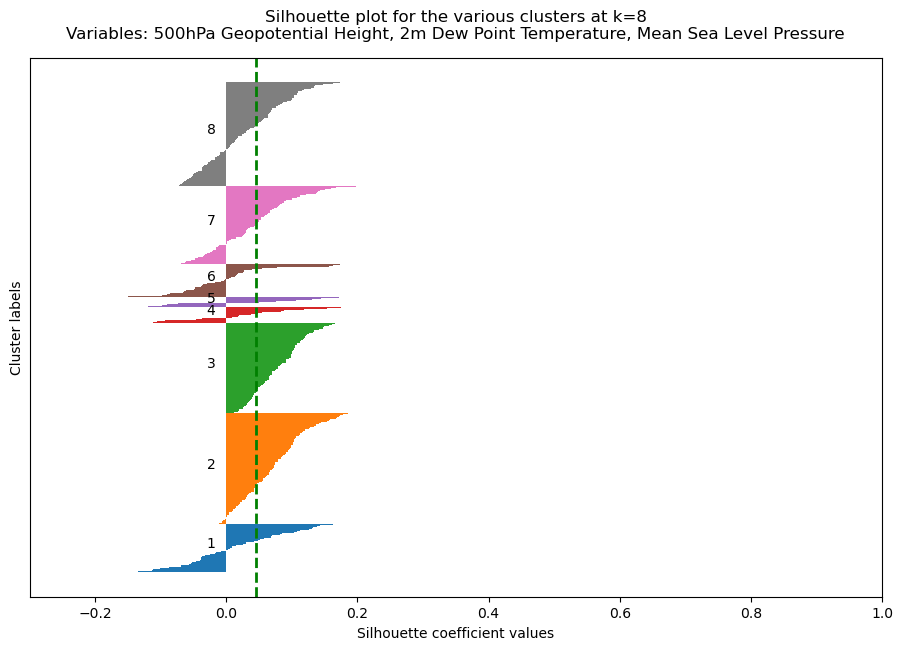 Silhouette plot for the various clusters at k=8
Variables: 500hPa Geopotential Height, 2m Dew Point Temperature, Mean Sea Level Pressure
8
7
6
5
4
3
2
1
Cluster labels
−0.2 0.0 0.2 0.4 0.6 0.8 1.0
Silhouette coefficient values